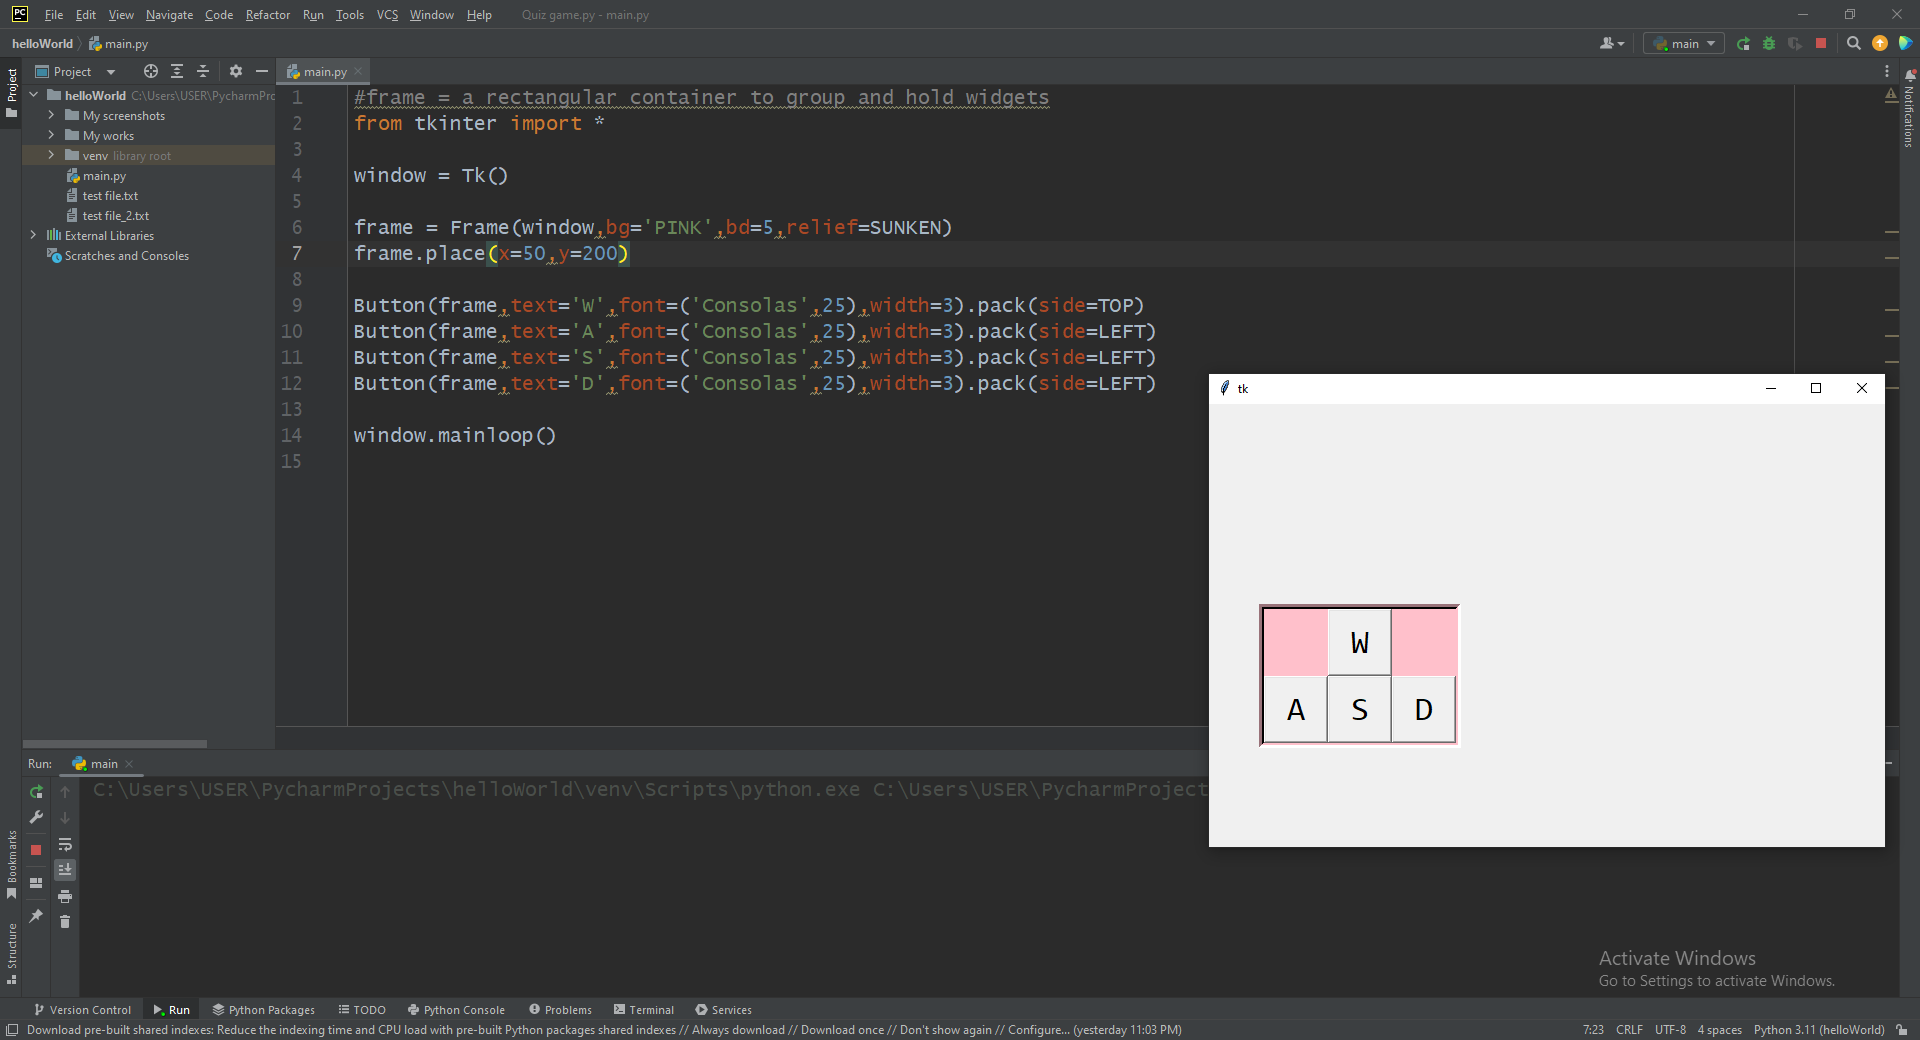 PC File Edit View Navigate Code Refactor Run Tools VCS Window Help Quiz game.py - main.py
helloWorld main.py main
Project main.py
Project
helloWorld C:\Users\USER\PycharmPro
My screenshots
My works
venv library root
main.py
test file.txt
test file_2.txt
External Libraries
Scratches and Consoles
1 #frame = a rectangular container to group and hold widgets
2 from tkinter import *
3
4 window = Tk()
5
6 frame = Frame(window,bg='PINK',bd=5,relief=SUNKEN)
7 frame.place(x=50,y=200)
8
9 Button(frame,text='W',font=('Consolas',25),width=3).pack(side=TOP)
10 Button(frame,text='A',font=('Consolas',25),width=3).pack(side=LEFT)
11 Button(frame,text='S',font=('Consolas',25),width=3).pack(side=LEFT)
12 Button(frame,text='D',font=('Consolas',25),width=3).pack(side=LEFT)
13
14 window.mainloop()
15
Notifications
tk
W
A S D
Run: main
C:\Users\USER\PycharmProjects\helloWorld\venv\Scripts\python.exe C:\Users\USER\PycharmProject
Bookmarks
Structure
Activate Windows
Go to Settings to activate Windows.
Version Control Run Python Packages TODO Python Console Problems Terminal Services
Download pre-built shared indexes: Reduce the indexing time and CPU load with pre-built Python packages shared indexes // Always download // Download once // Don't show again // Configure... (yesterday 11:03 PM) 7:23 CRLF UTF-8 4 spaces Python 3.11 (helloWorld)